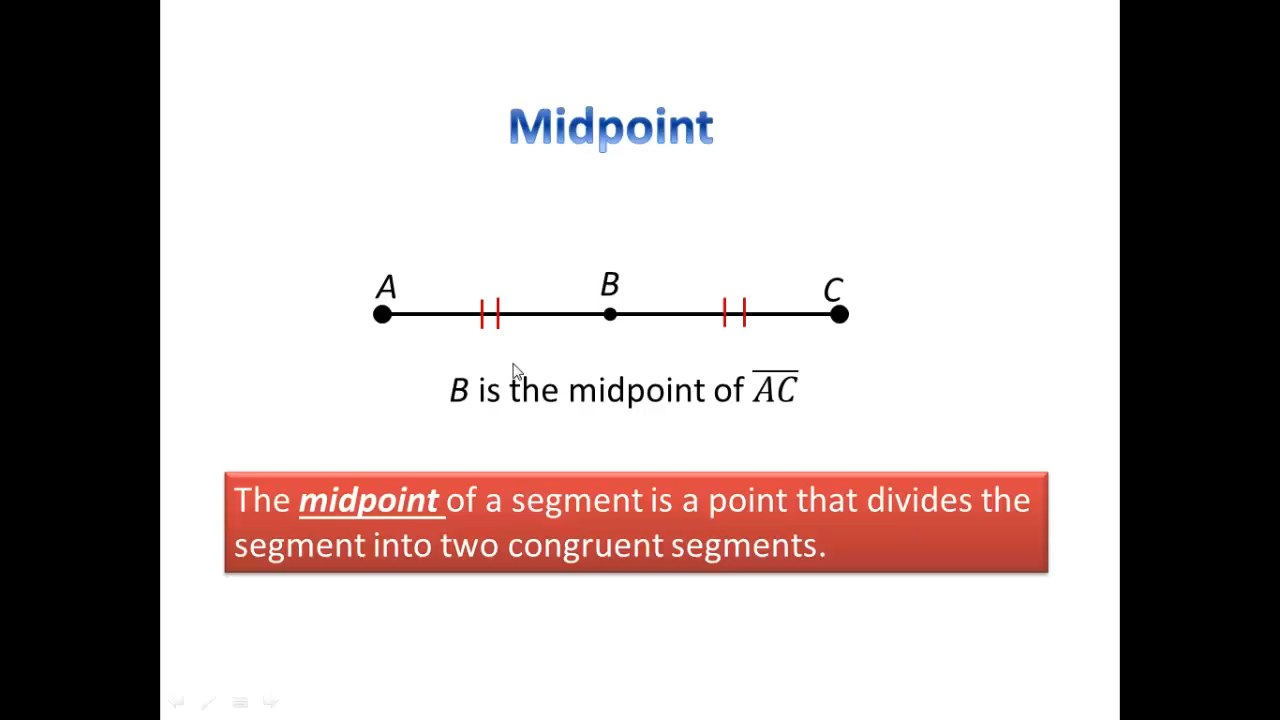 Midpoint
A B C
B is the midpoint of \overline{AC}
The midpoint of a segment is a point that divides the
segment into two congruent segments.